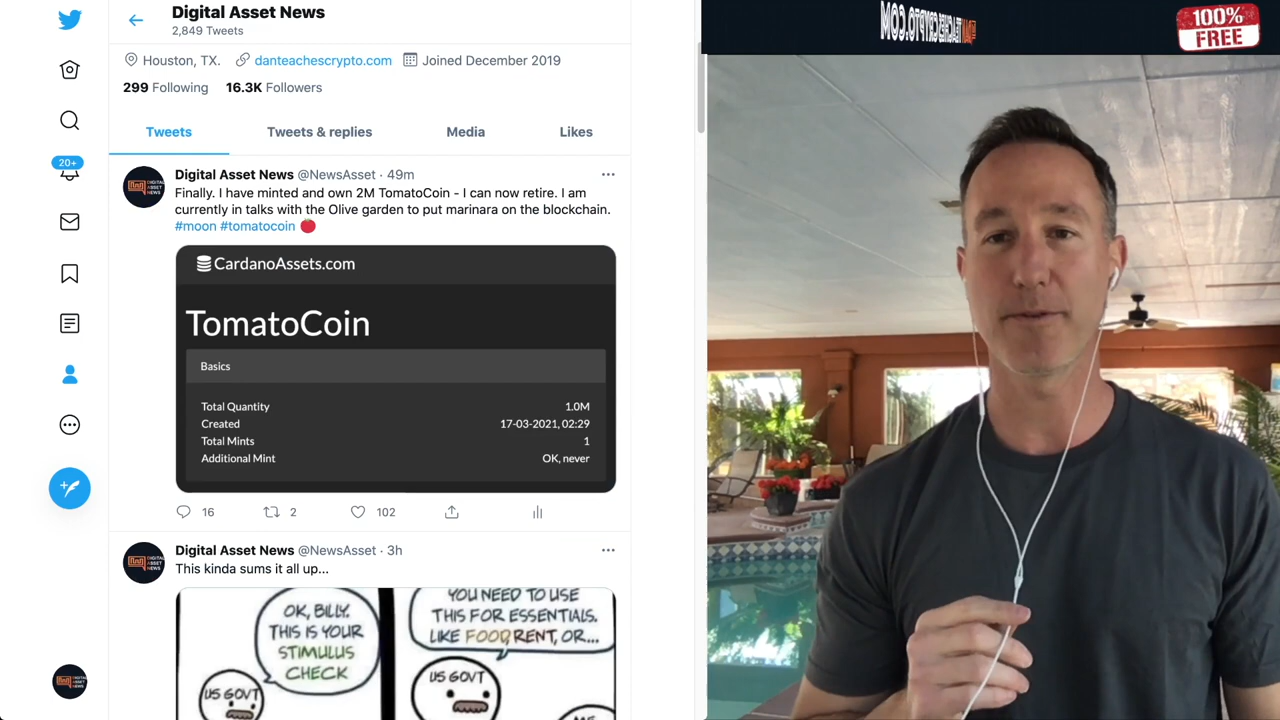 Digital Asset News
2,849 Tweets
Houston, TX. danteachescrypto.com Joined December 2019
299 Following 16.3K Followers
Tweets Tweets & replies Media Likes
20+
Digital Asset News @NewsAsset · 49m
Finally. I have minted and own 2M TomatoCoin - I can now retire. I am
currently in talks with the Olive garden to put marinara on the blockchain.
#moon #tomatocoin 🍅
CardanoAssets.com
TomatoCoin
Basics
Total Quantity 1.0M
Created 17-03-2021, 02:29
Total Mints 1
Additional Mint OK, never
16 2 102
Digital Asset News @NewsAsset · 3h
This kinda sums it all up...
OK, BILLY.
THIS IS YOUR
STIMULUS
CHECK
US GOVT
YOU NEED TO USE
THIS FOR ESSENTIALS.
LIKE FOOD, RENT, OR...
US GOVT
ME
DANTEACHESCRYPTO.COM
100%
FREE